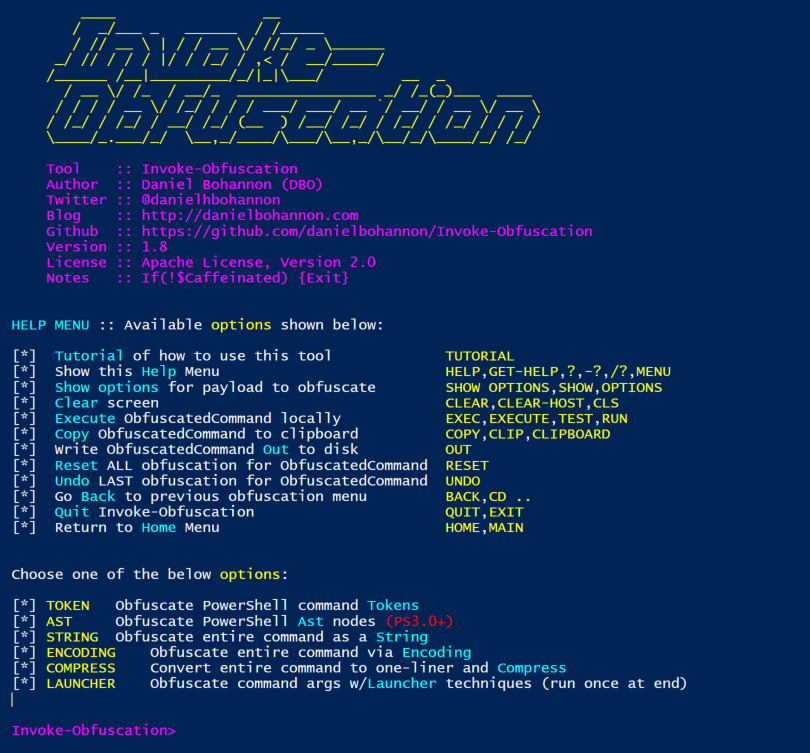 Invoke-
Obfuscation
Tool    :: Invoke-Obfuscation
Author  :: Daniel Bohannon (DBO)
Twitter :: @danielhbohannon
Blog    :: http://danielbohannon.com
Github  :: https://github.com/danielbohannon/Invoke-Obfuscation
Version :: 1.8
License :: Apache License, Version 2.0
Notes   :: If(!$Caffeinated) {Exit}
HELP MENU :: Available options shown below:
[*]  Tutorial of how to use this tool             TUTORIAL
[*]  Show this Help Menu                          HELP,GET-HELP,?,-?,/?,MENU
[*]  Show options for payload to obfuscate        SHOW OPTIONS,SHOW,OPTIONS
[*]  Clear screen                                 CLEAR,CLEAR-HOST,CLS
[*]  Execute ObfuscatedCommand locally            EXEC,EXECUTE,TEST,RUN
[*]  Copy ObfuscatedCommand to clipboard          COPY,CLIP,CLIPBOARD
[*]  Write ObfuscatedCommand Out to disk          OUT
[*]  Reset ALL obfuscation for ObfuscatedCommand  RESET
[*]  Undo LAST obfuscation for ObfuscatedCommand  UNDO
[*]  Go Back to previous obfuscation menu         BACK,CD ..
[*]  Quit Invoke-Obfuscation                      QUIT,EXIT
[*]  Return to Home Menu                          HOME,MAIN
Choose one of the below options:
[*] TOKEN   Obfuscate PowerShell command Tokens
[*] AST     Obfuscate PowerShell Ast nodes (PS3.0+)
[*] STRING  Obfuscate entire command as a String
[*] ENCODING    Obfuscate entire command via Encoding
[*] COMPRESS    Convert entire command to one-liner and Compress
[*] LAUNCHER    Obfuscate command args w/Launcher techniques (run once at end)
Invoke-Obfuscation>